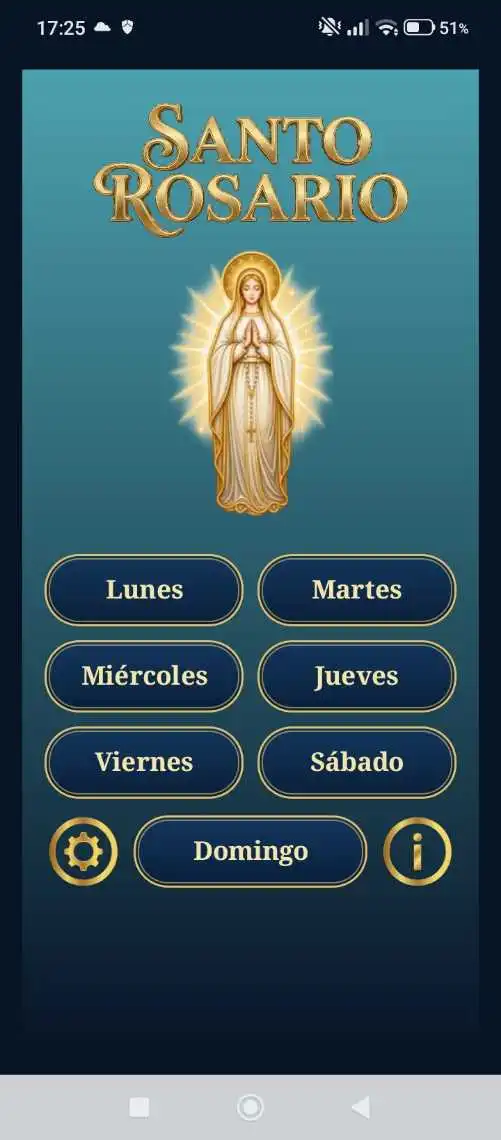 17:25
51%
SANTO
ROSARIO
Lunes
Martes
Miércoles
Jueves
Viernes
Sábado
Domingo
i